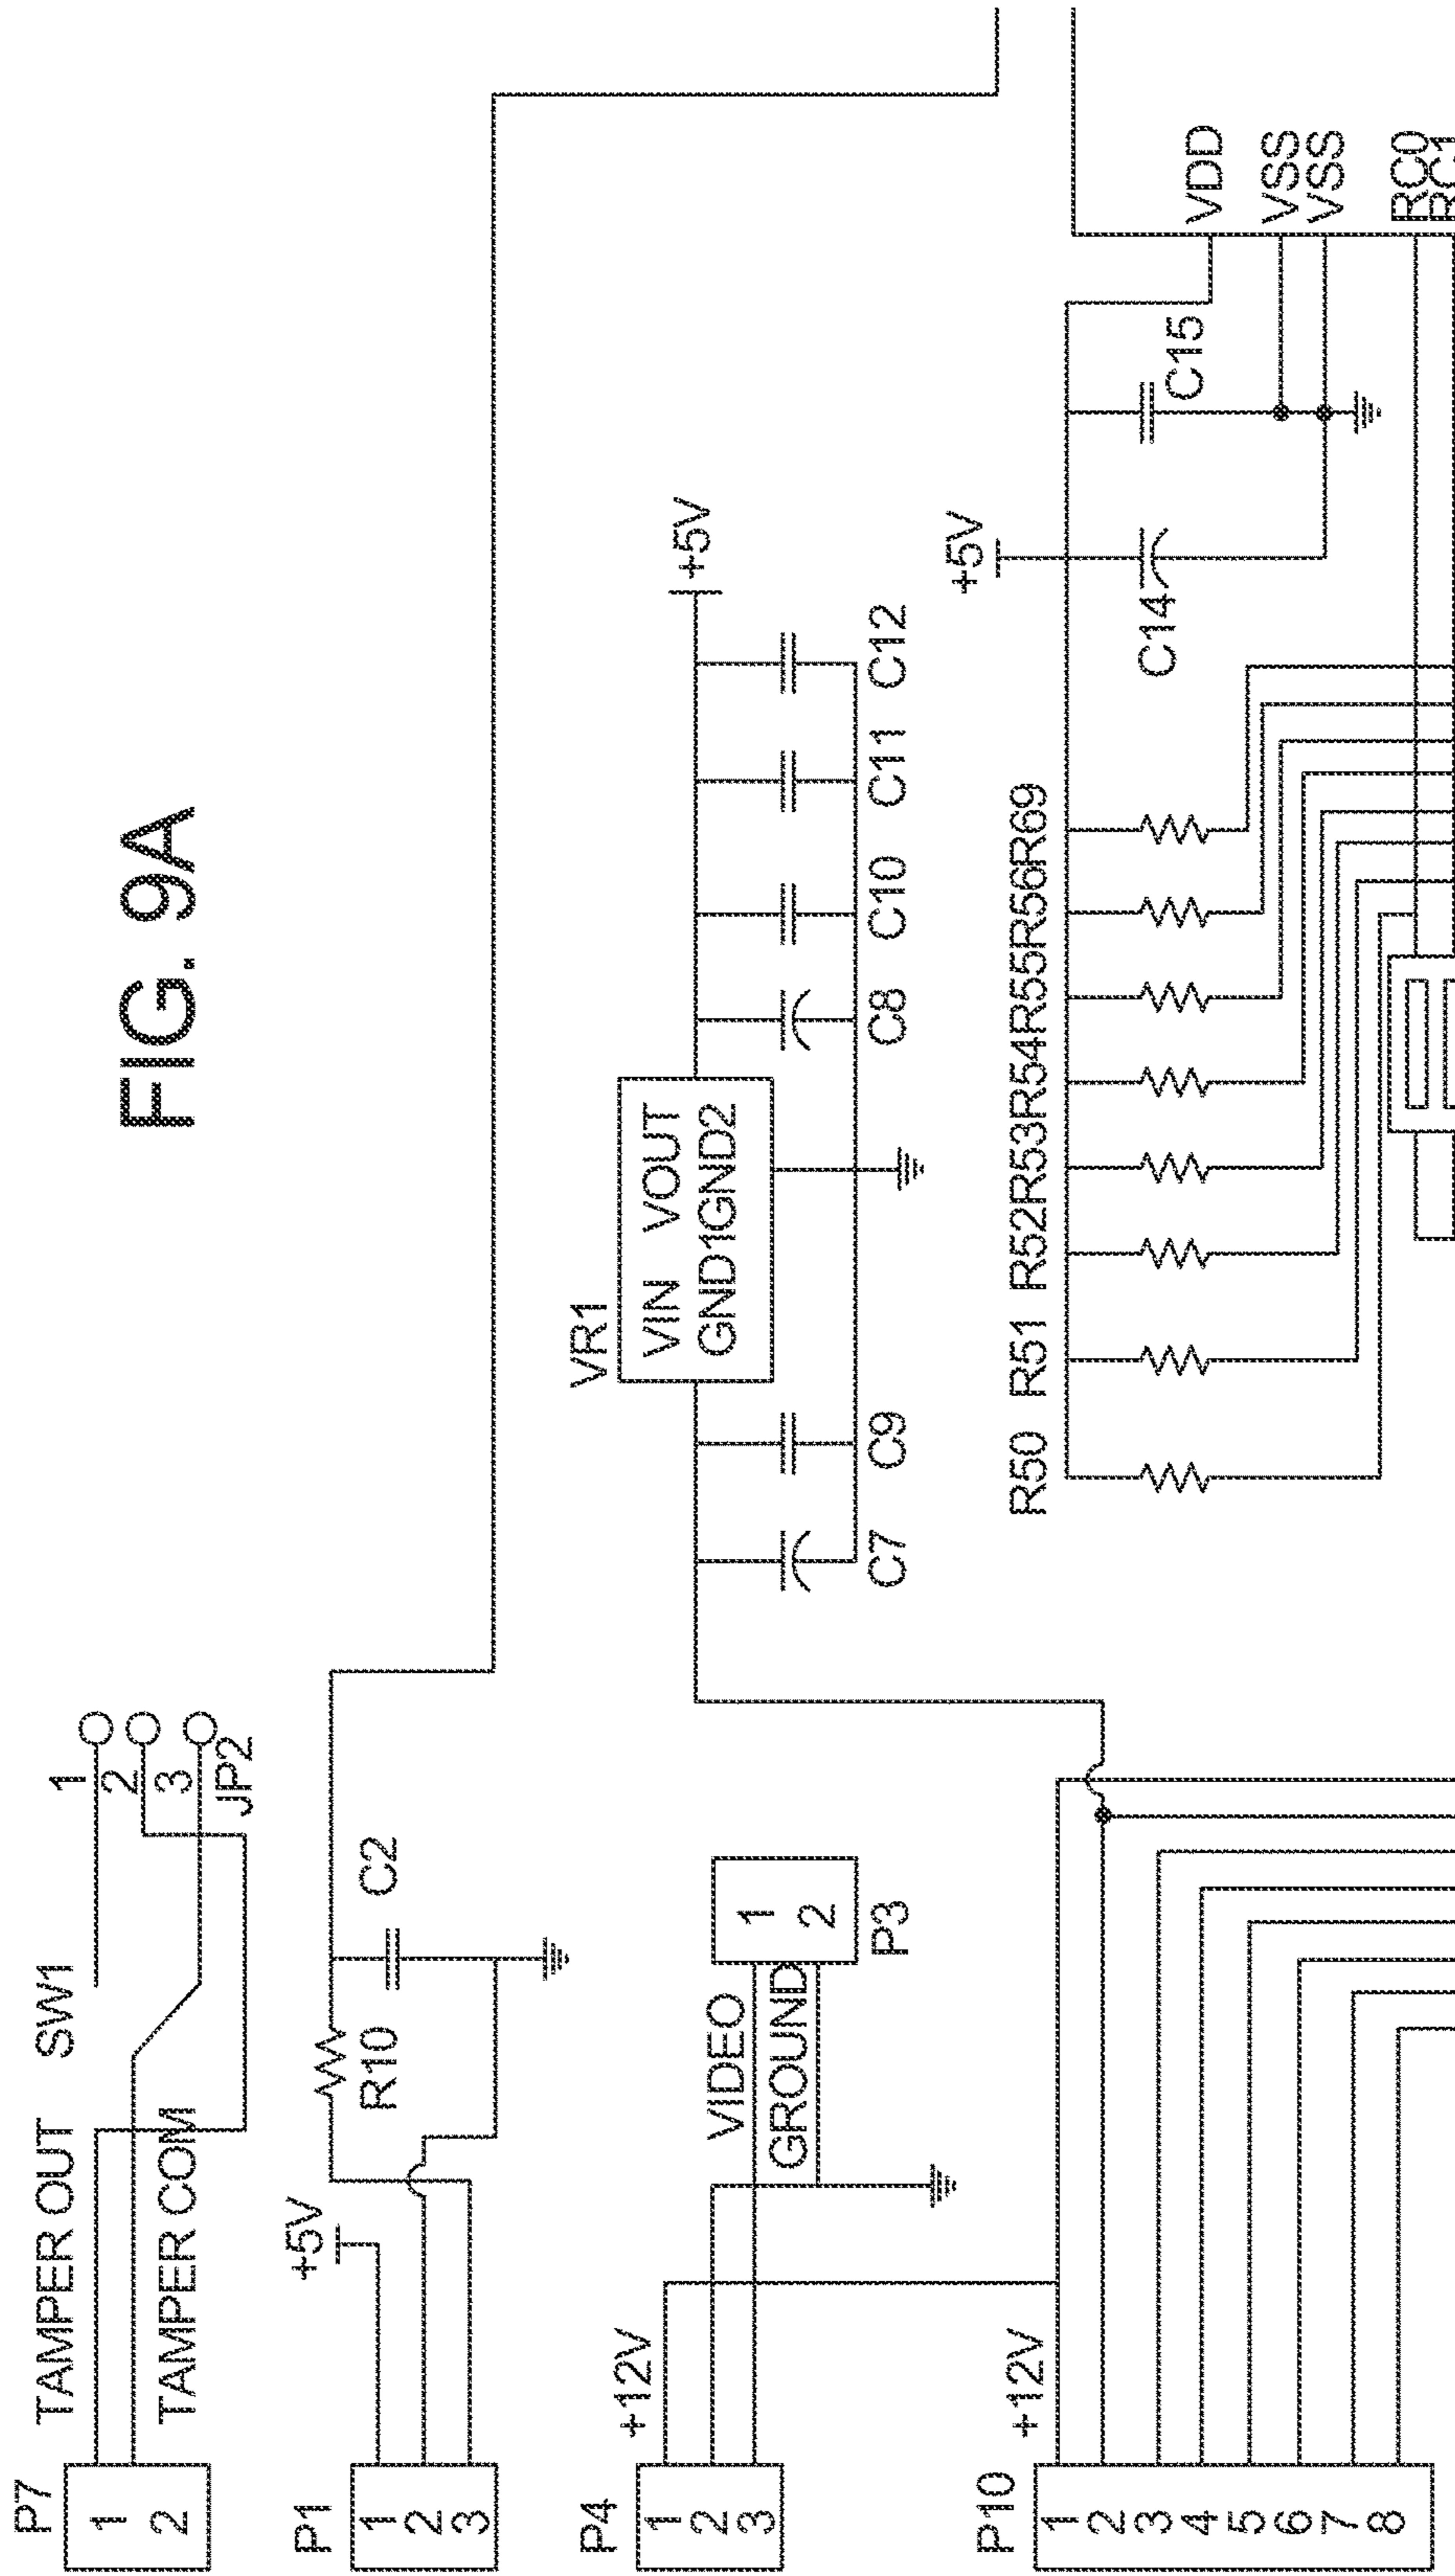 FIG. 9A
P7
1
2
TAMPER OUT
TAMPER COM
SW1
1
2
3
JP2
P1
1
2
3
+5V
R10
C2
P4
1
2
3
+12V
VIDEO
GROUND
1
2
P3
VR1
VIN VOUT
GND1GND2
+5V
C7
C9
C8
C10
C11
C12
P10
1
2
3
4
5
6
7
8
+12V
R50 R51 R52R53R54R55R56R69
+5V
C14
C15
VDD
VSS
VSS
RC0
RC1